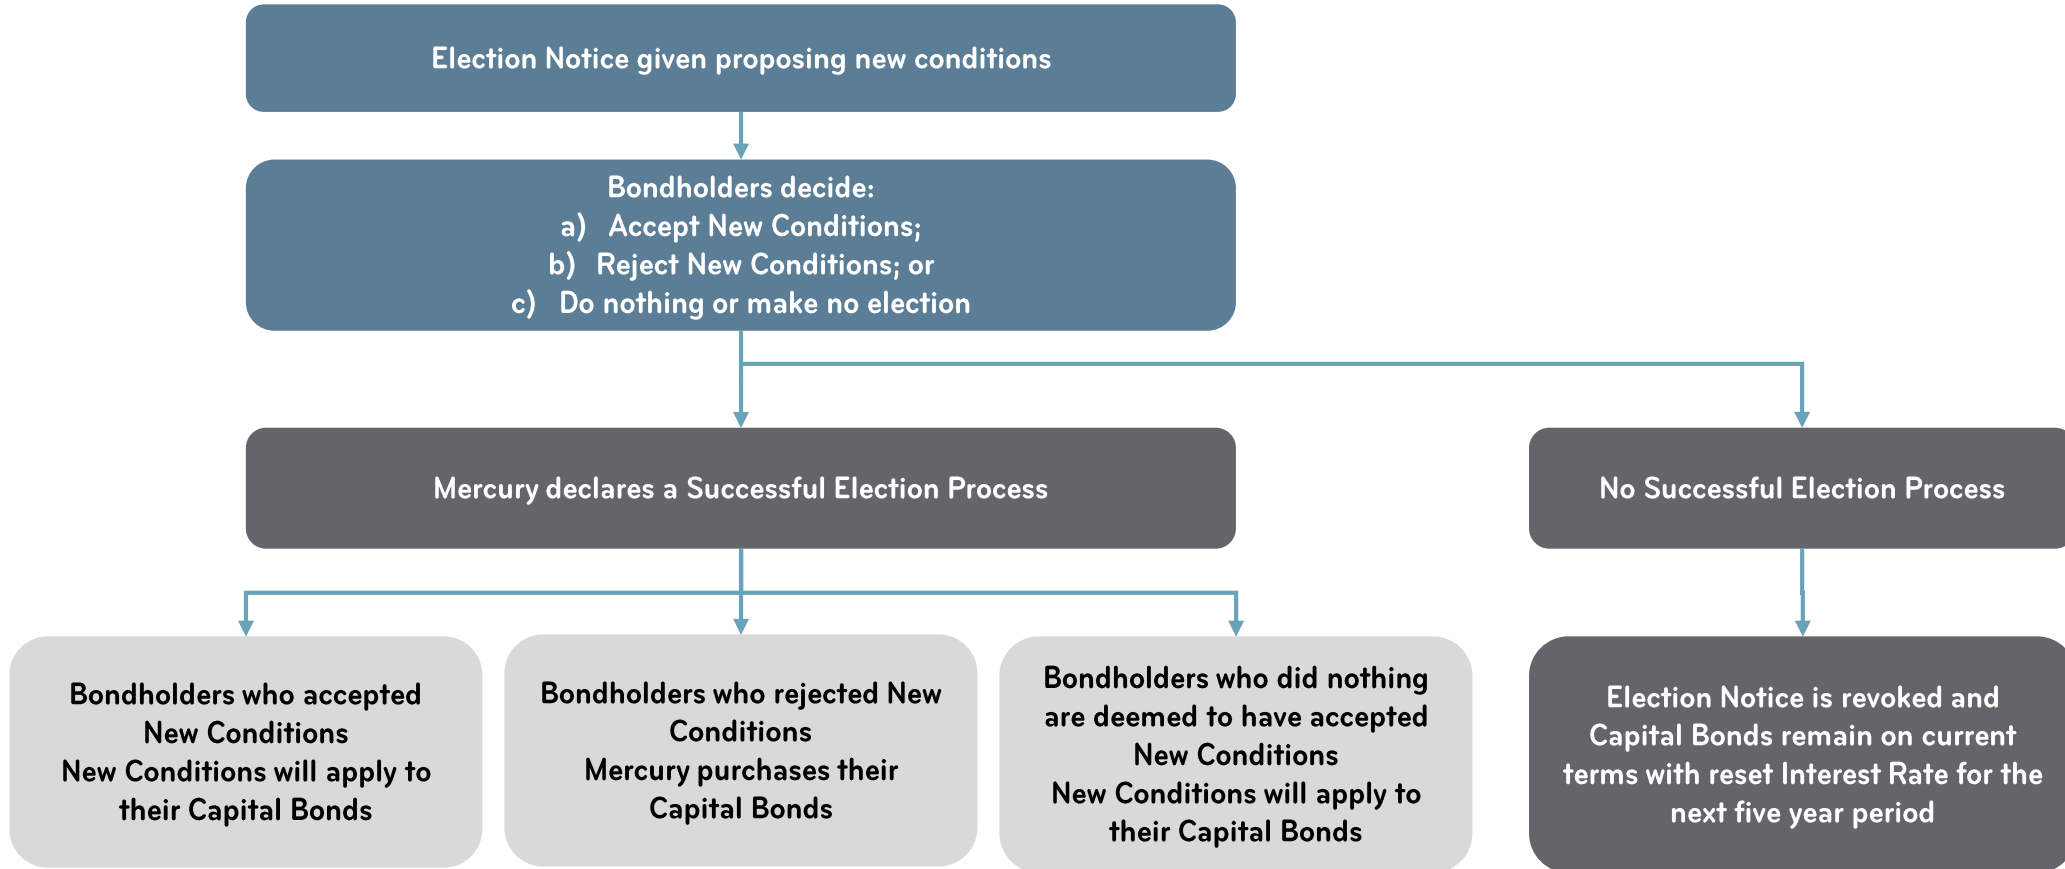 Election Notice given proposing new conditions
Bondholders decide:
a) Accept New Conditions;
b) Reject New Conditions; or
c) Do nothing or make no election
Mercury declares a Successful Election Process
No Successful Election Process
Bondholders who accepted
New Conditions
New Conditions will apply to
their Capital Bonds
Bondholders who rejected New
Conditions
Mercury purchases their
Capital Bonds
Bondholders who did nothing
are deemed to have accepted
New Conditions
New Conditions will apply to
their Capital Bonds
Election Notice is revoked and
Capital Bonds remain on current
terms with reset Interest Rate for the
next five year period